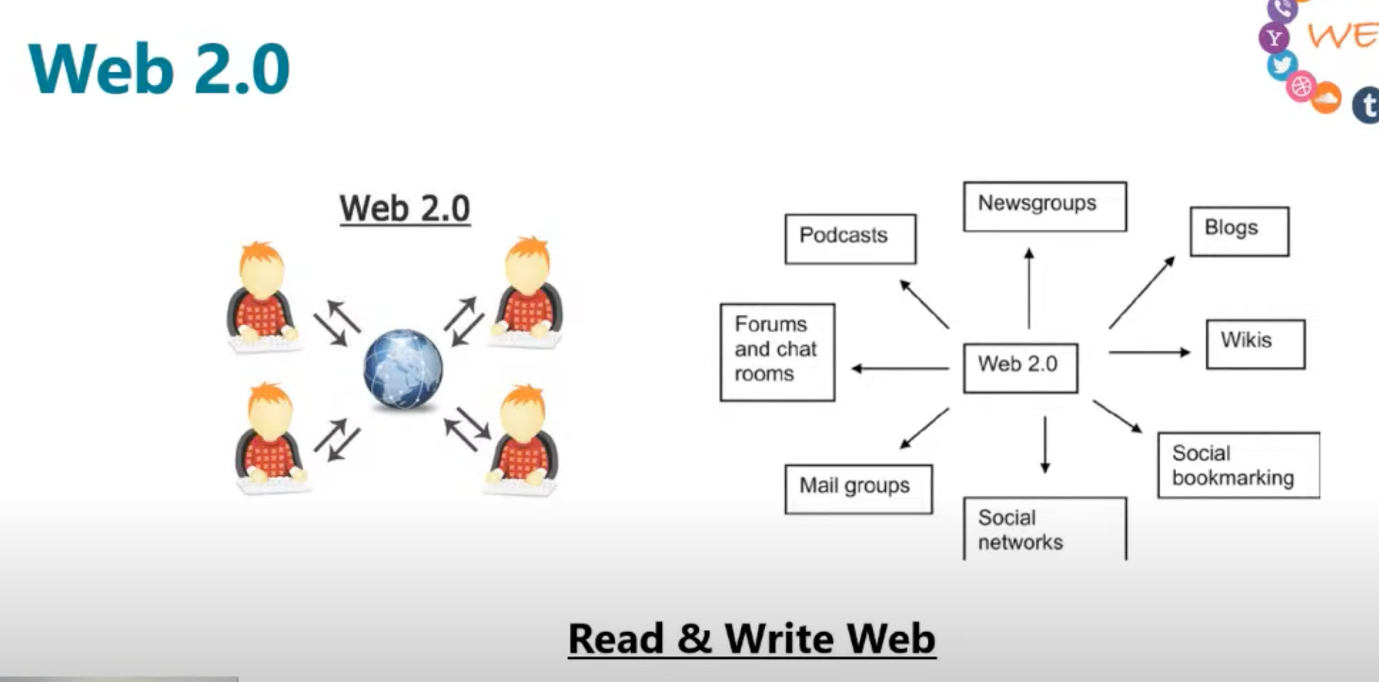 Web 2.0
WE
Y
t
Web 2.0
Newsgroups
Podcasts
Blogs
Forums
and chat
rooms
Web 2.0
Wikis
Social
bookmarking
Mail groups
Social
networks
Read & Write Web